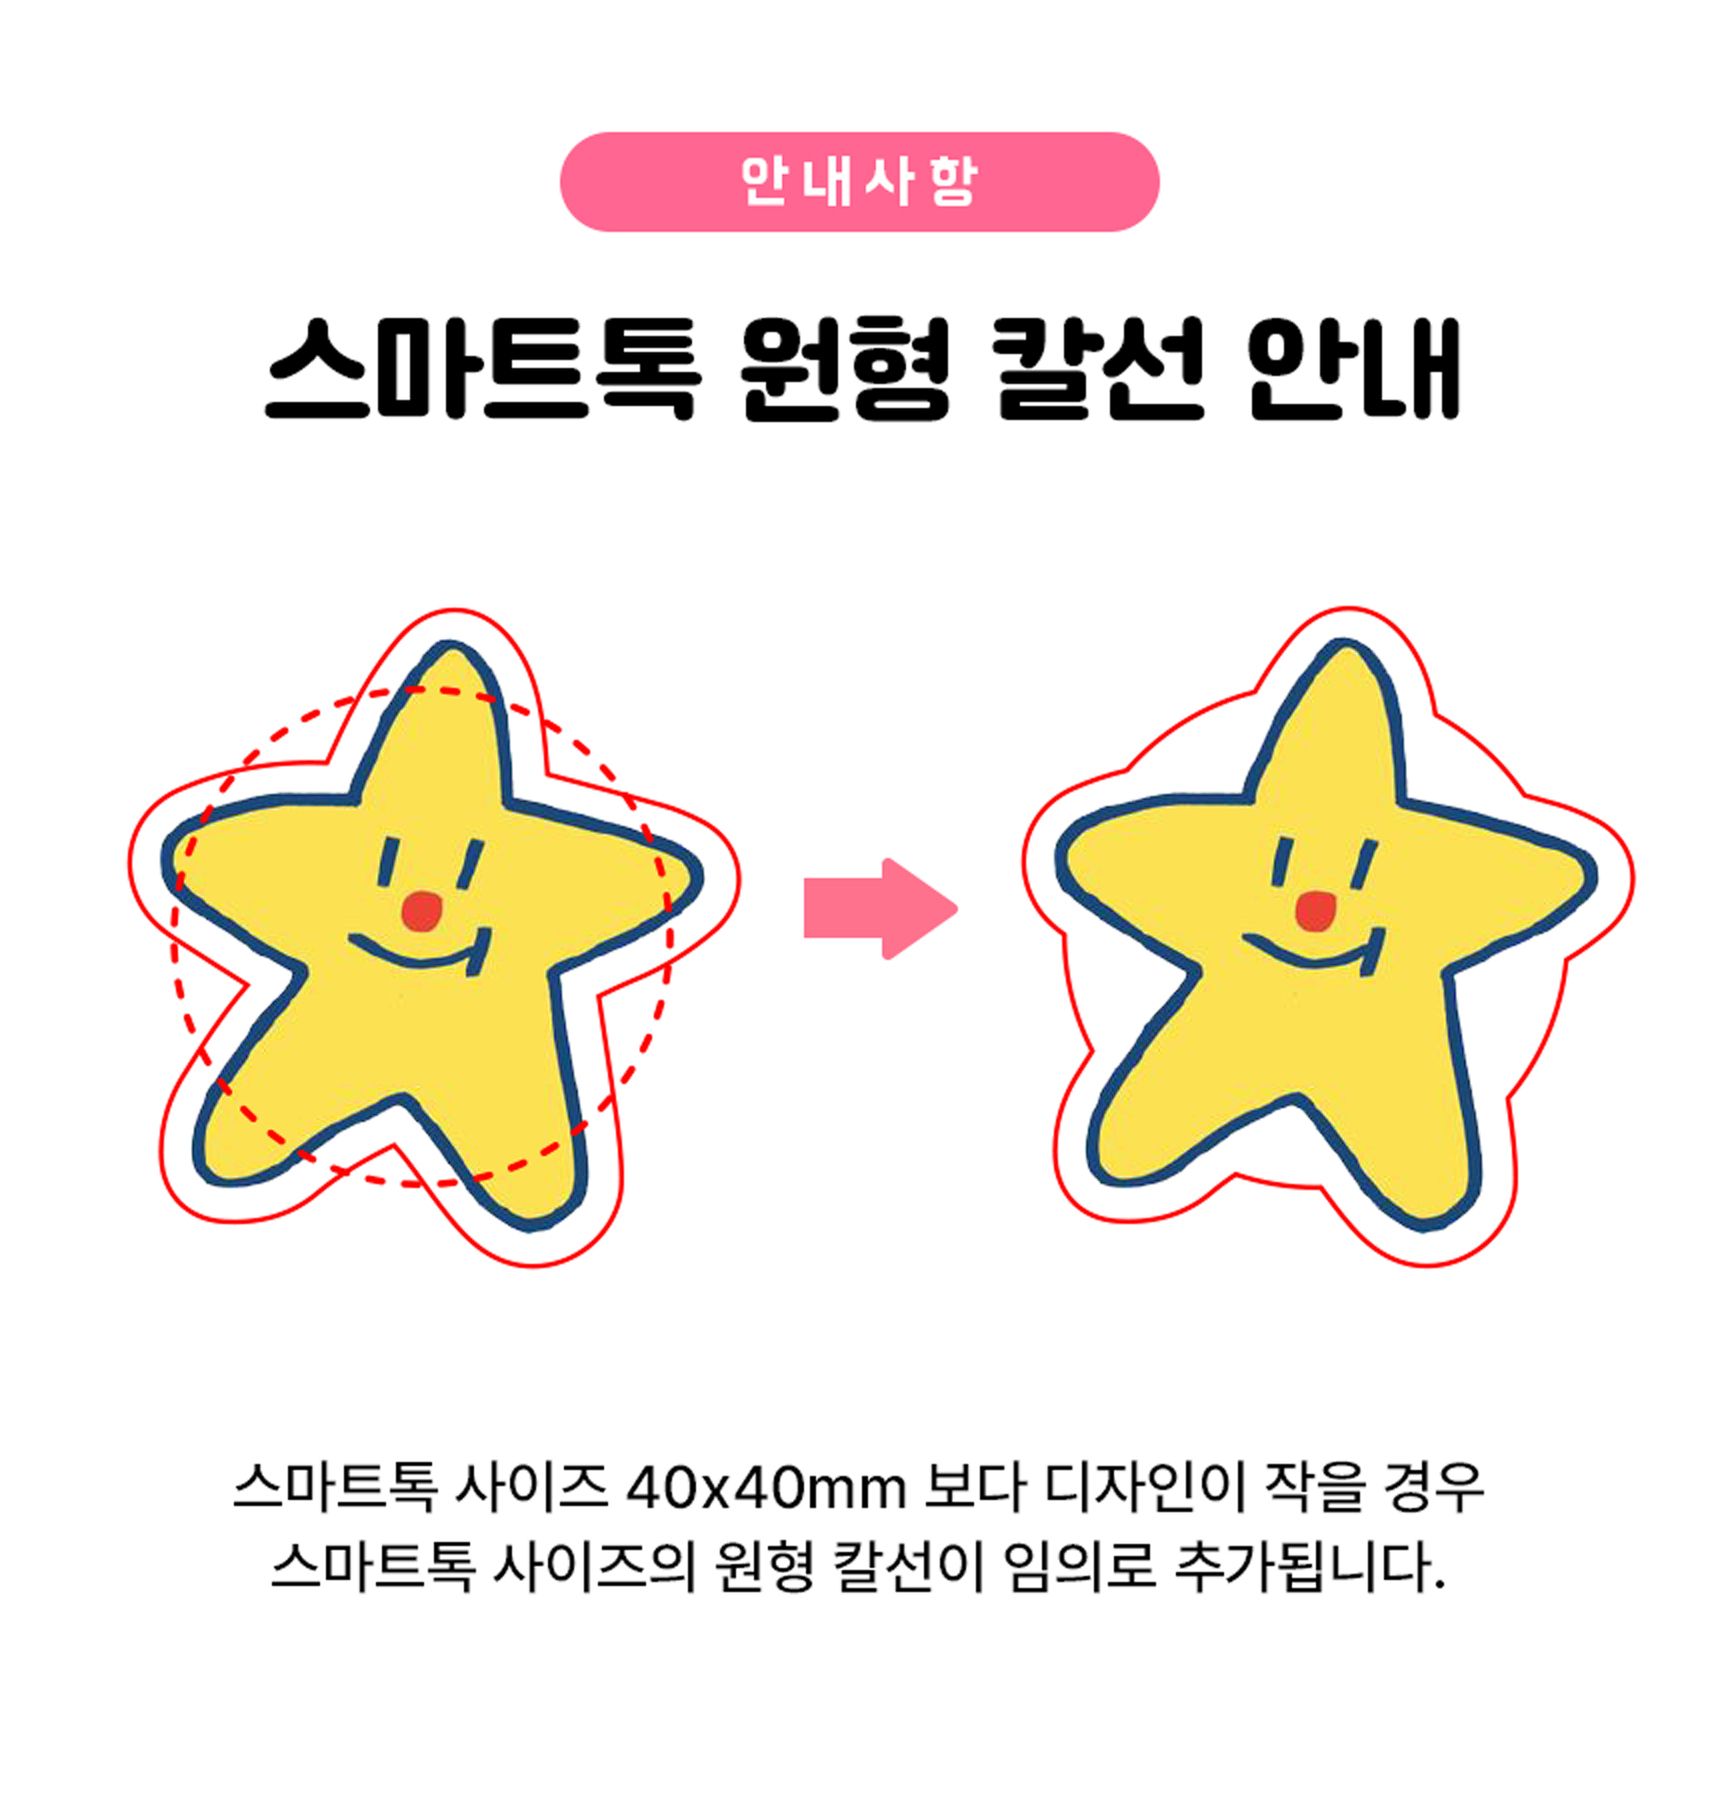 안내사항
스마트톡 원형 칼선 안내
스마트톡 사이즈 40x40mm 보다 디자인이 작을 경우
스마트톡 사이즈의 원형 칼선이 임의로 추가됩니다.